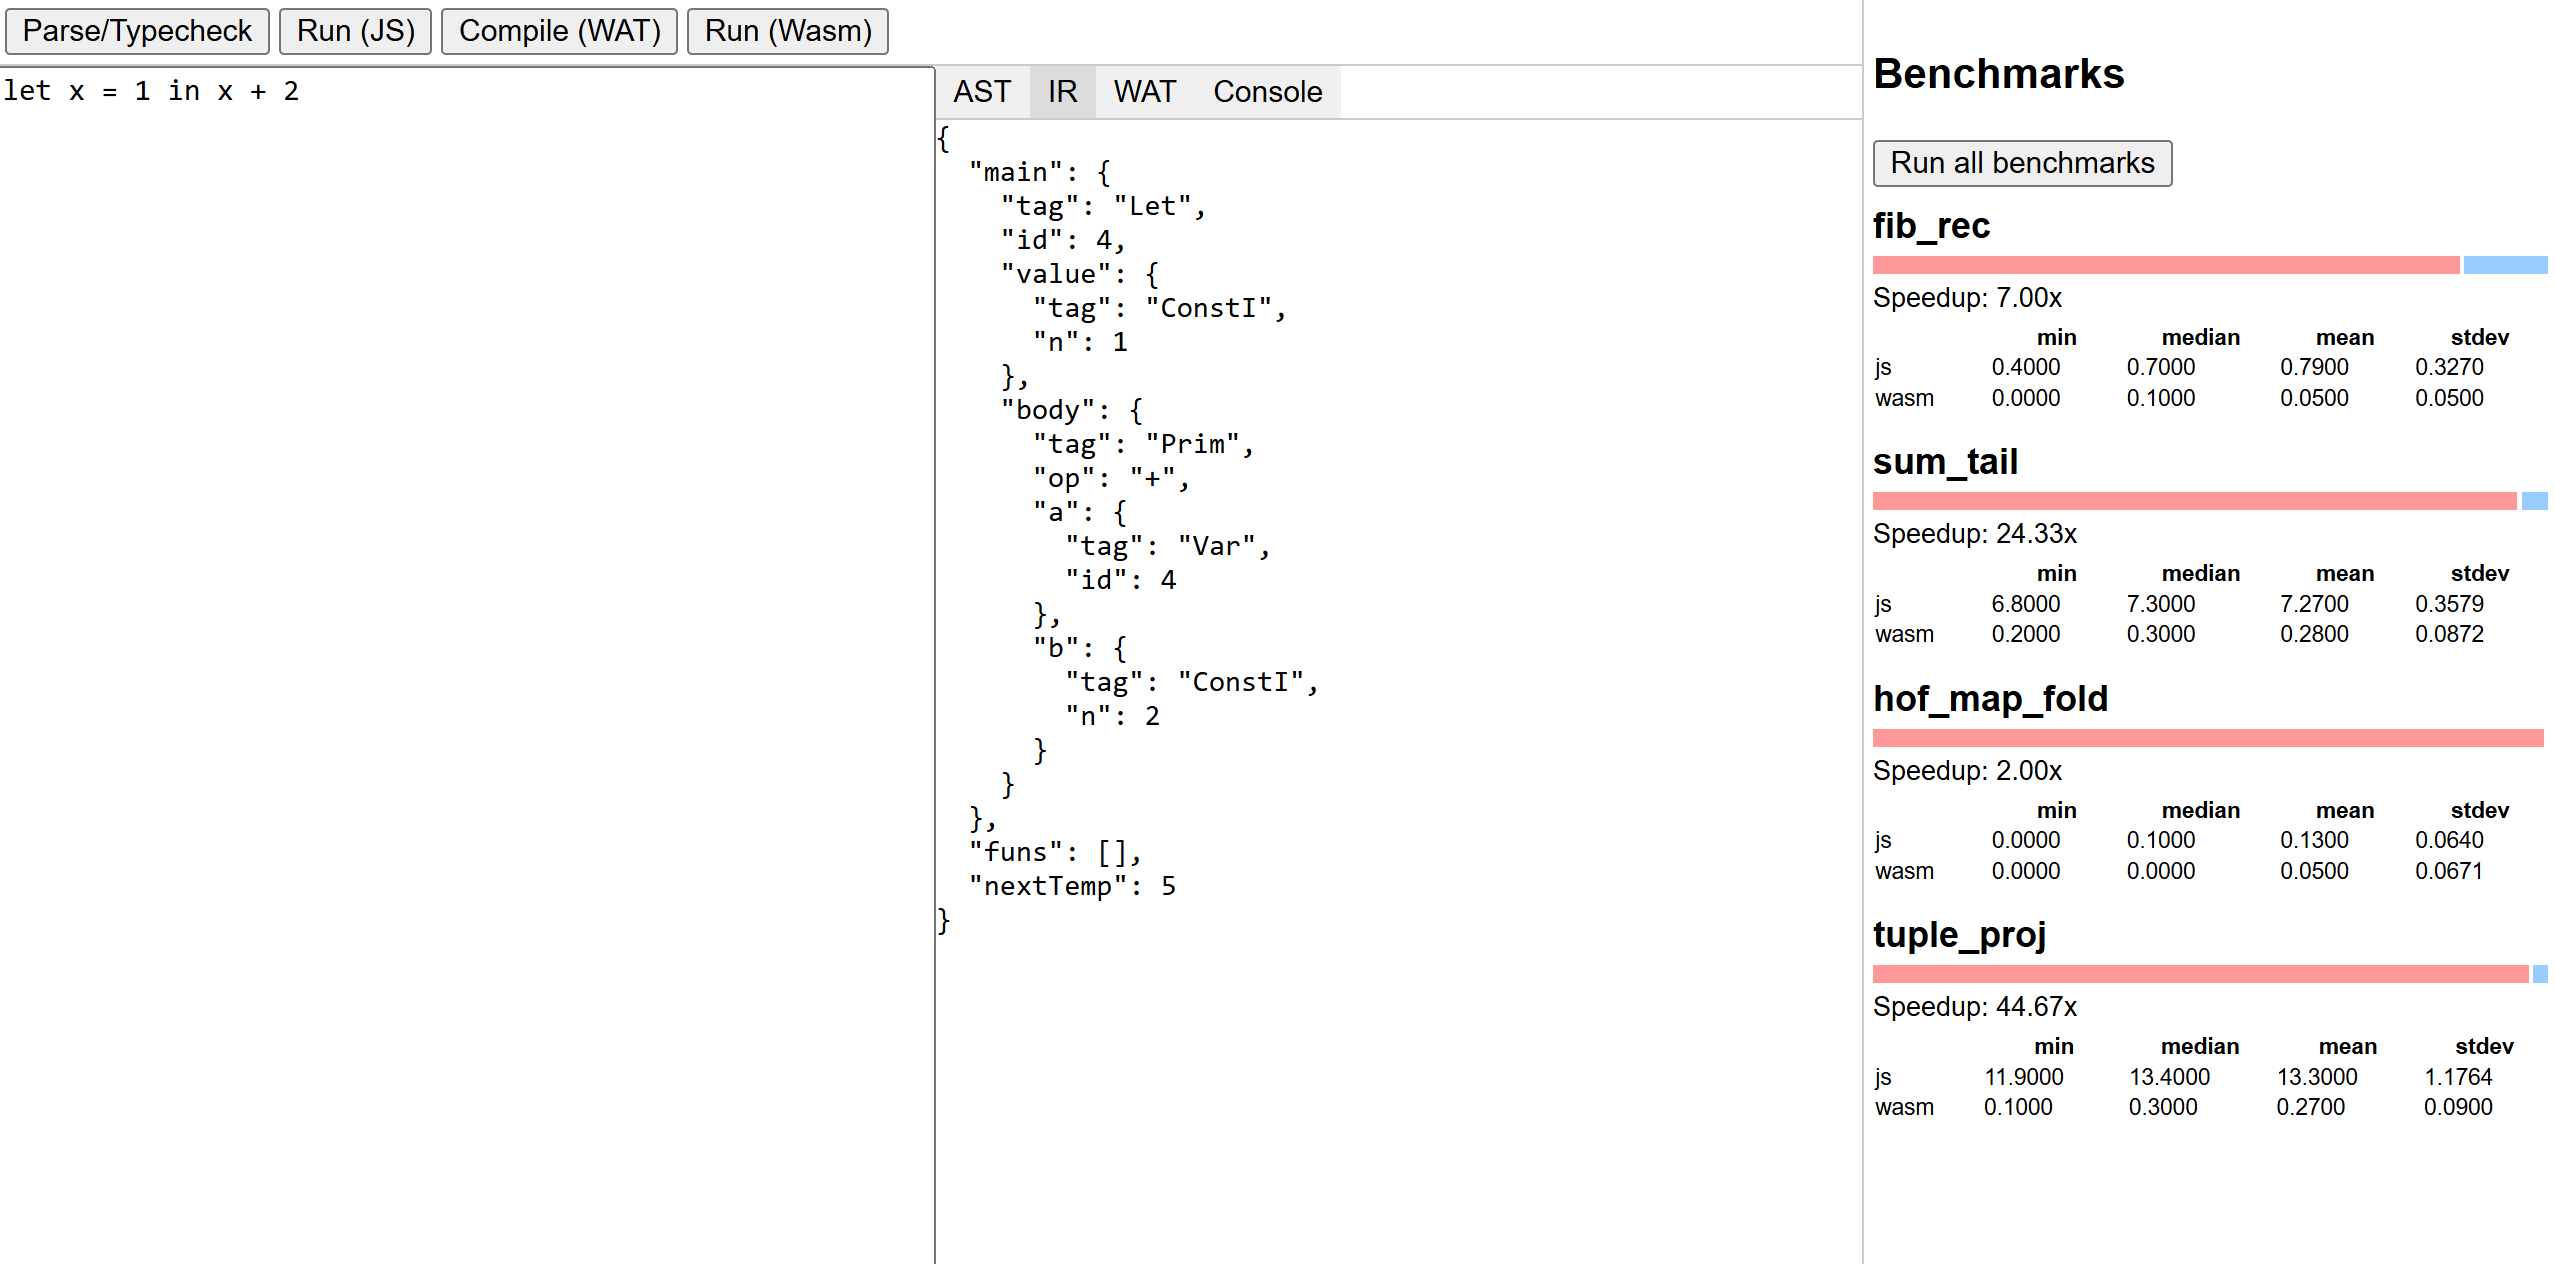 Parse/Typecheck Run (JS) Compile (WAT) Run (Wasm)
let x = 1 in x + 2
AST IR WAT Console
{
  "main": {
    "tag": "Let",
    "id": 4,
    "value": {
      "tag": "ConstI",
      "n": 1
    },
    "body": {
      "tag": "Prim",
      "op": "+",
      "a": {
        "tag": "Var",
        "id": 4
      },
      "b": {
        "tag": "ConstI",
        "n": 2
      }
    }
  },
  "funs": [],
  "nextTemp": 5
}
Benchmarks
Run all benchmarks
fib_rec
Speedup: 7.00x
min median mean stdev
js 0.4000 0.7000 0.7900 0.3270
wasm 0.0000 0.1000 0.0500 0.0500
sum_tail
Speedup: 24.33x
min median mean stdev
js 6.8000 7.3000 7.2700 0.3579
wasm 0.2000 0.3000 0.2800 0.0872
hof_map_fold
Speedup: 2.00x
min median mean stdev
js 0.0000 0.1000 0.1300 0.0640
wasm 0.0000 0.0000 0.0500 0.0671
tuple_proj
Speedup: 44.67x
min median mean stdev
js 11.9000 13.4000 13.3000 1.1764
wasm 0.1000 0.3000 0.2700 0.0900